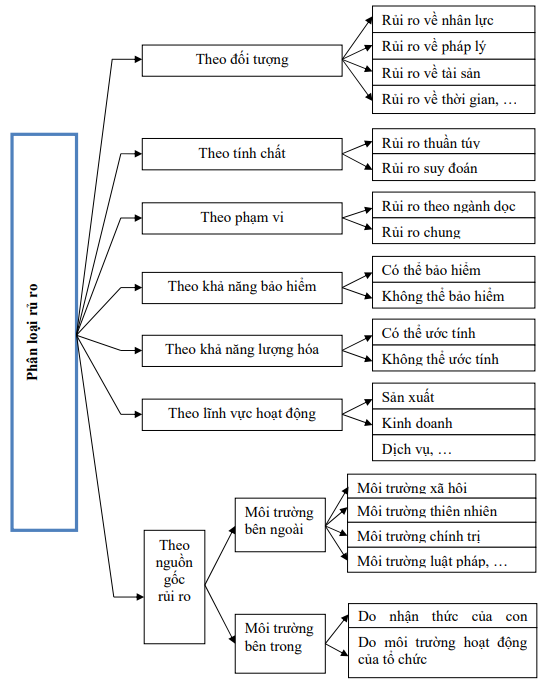 Phân loại rủ ro
Theo đối tượng
Rủi ro về nhân lực
Rủi ro về pháp lý
Rủi ro về tài sản
Rủi ro về thời gian, …
Theo tính chất
Rủi ro thuần túy
Rủi ro suy đoán
Theo phạm vi
Rủi ro theo ngành dọc
Rủi ro chung
Theo khả năng bảo hiểm
Có thể bảo hiểm
Không thể bảo hiểm
Theo khả năng lượng hóa
Có thể ước tính
Không thể ước tính
Theo lĩnh vực hoạt động
Sản xuất
Kinh doanh
Dịch vụ, …
Theo
nguồn
gốc
rủi ro
Môi trường
bên ngoài
Môi trường xã hôi
Môi trường thiên nhiên
Môi trường chính trị
Môi trường luật pháp, …
Môi trường
bên trong
Do nhận thức của con
Do môi trường hoạt động
của tổ chức